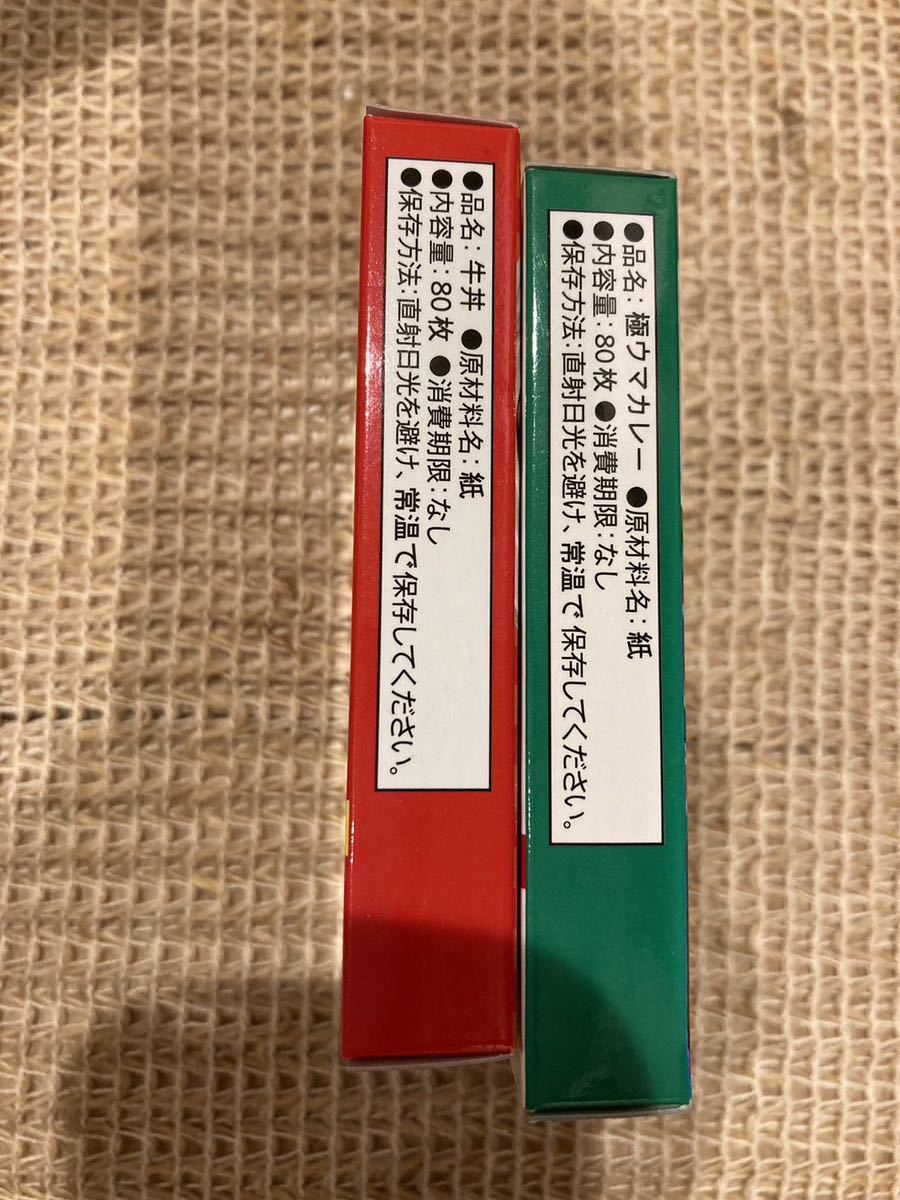 ●品名：牛丼 ●原材料名：紙
●内容量：80枚 ●消費期限：なし
●保存方法：直射日光を避け、常温で保存してください。
●品名：極ウマカレー ●原材料名：紙
●内容量：80枚 ●消費期限：なし
●保存方法：直射日光を避け、常温で保存してください。